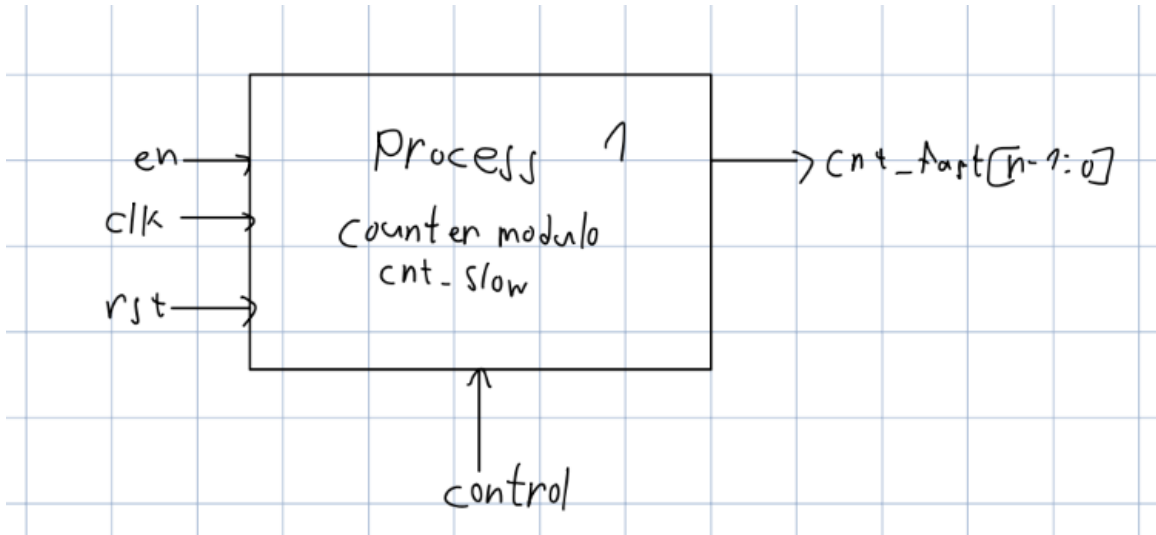 Process 1
en
counter modulo
cnt_slow
clk
rst
cnt_fast[n-1:0]
control